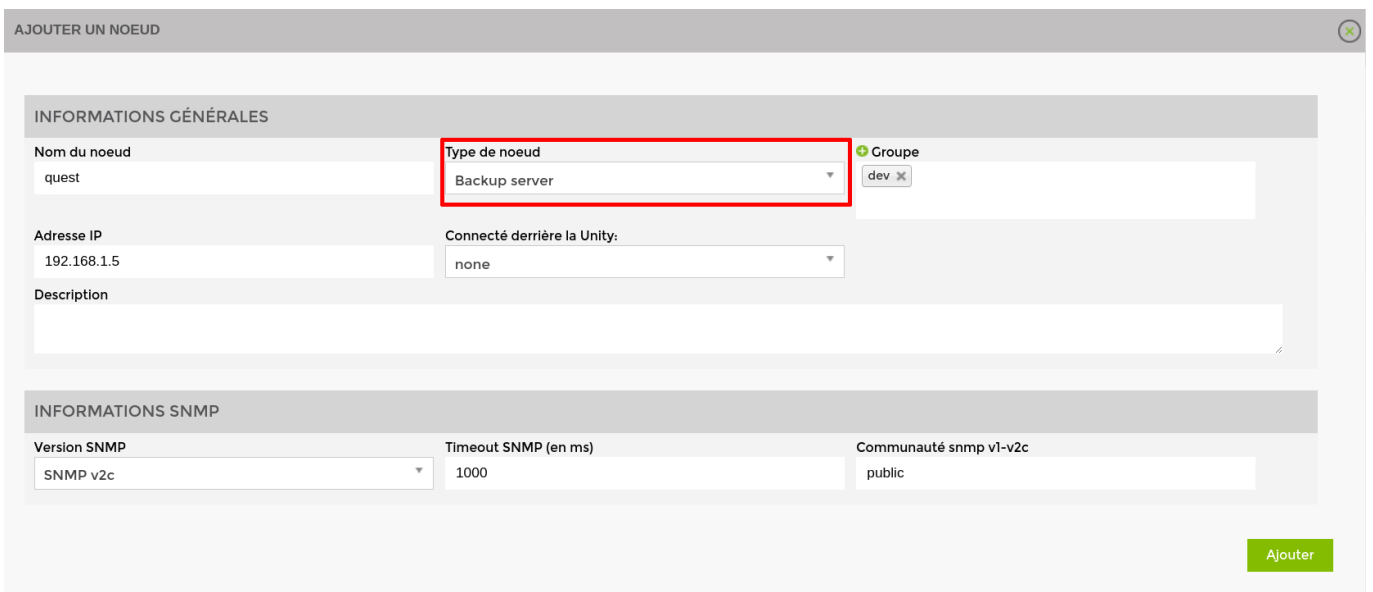 AJOUTER UN NOEUD
INFORMATIONS GÉNÉRALES
Nom du noeud
quest
Type de noeud
Backup server
Groupe
dev
Adresse IP
192.168.1.5
Connecté derrière la Unity:
none
Description
INFORMATIONS SNMP
Version SNMP
SNMP v2c
Timeout SNMP (en ms)
1000
Communauté snmp v1-v2c
public
Ajouter